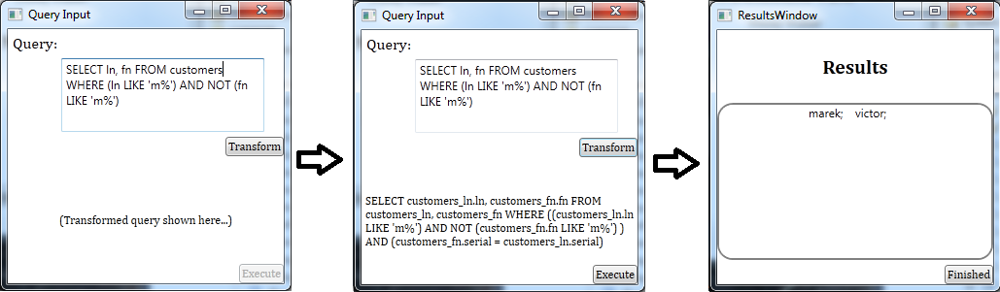 Query Input
Query:
SELECT ln, fn FROM customers
WHERE (ln LIKE 'm%') AND NOT (fn
LIKE 'm%')
Transform
(Transformed query shown here...)
Execute
Query Input
Query:
SELECT ln, fn FROM customers
WHERE (ln LIKE 'm%') AND NOT (fn
LIKE 'm%')
Transform
SELECT customers_ln.ln, customers_fn.fn FROM
customers_ln, customers_fn WHERE ((customers_ln.ln
LIKE 'm%') AND NOT (customers_fn.fn LIKE 'm%') )
AND (customers_fn.serial = customers_ln.serial)
Execute
ResultsWindow
Results
marek; victor;
Finished